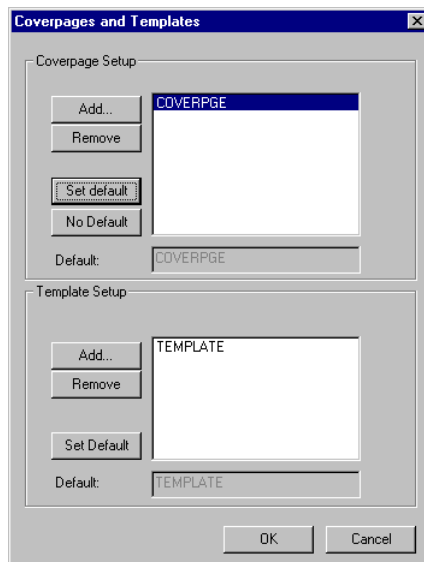 Coverpages and Templates
Coverpage Setup
Add...
COVERPGE
Remove
Set default
No Default
Default:
COVERPGE
Template Setup
Add...
TEMPLATE
Remove
Set Default
Default:
TEMPLATE
OK
Cancel